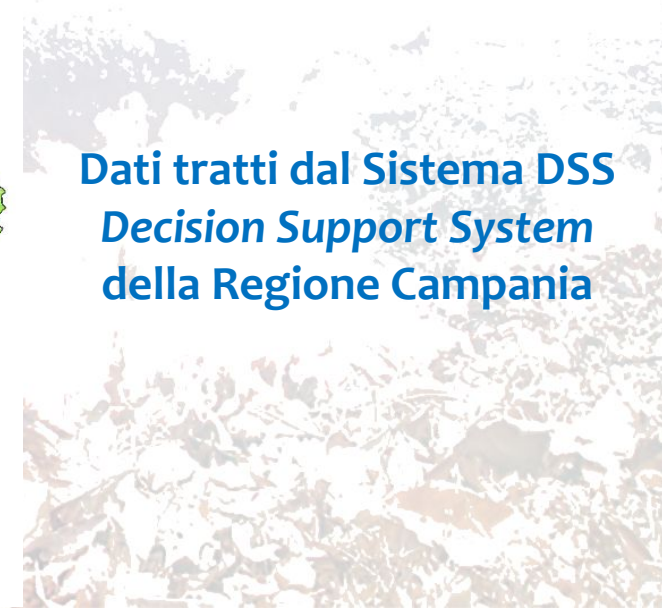 Dati tratti dal Sistema DSS
Decision Support System
della Regione Campania